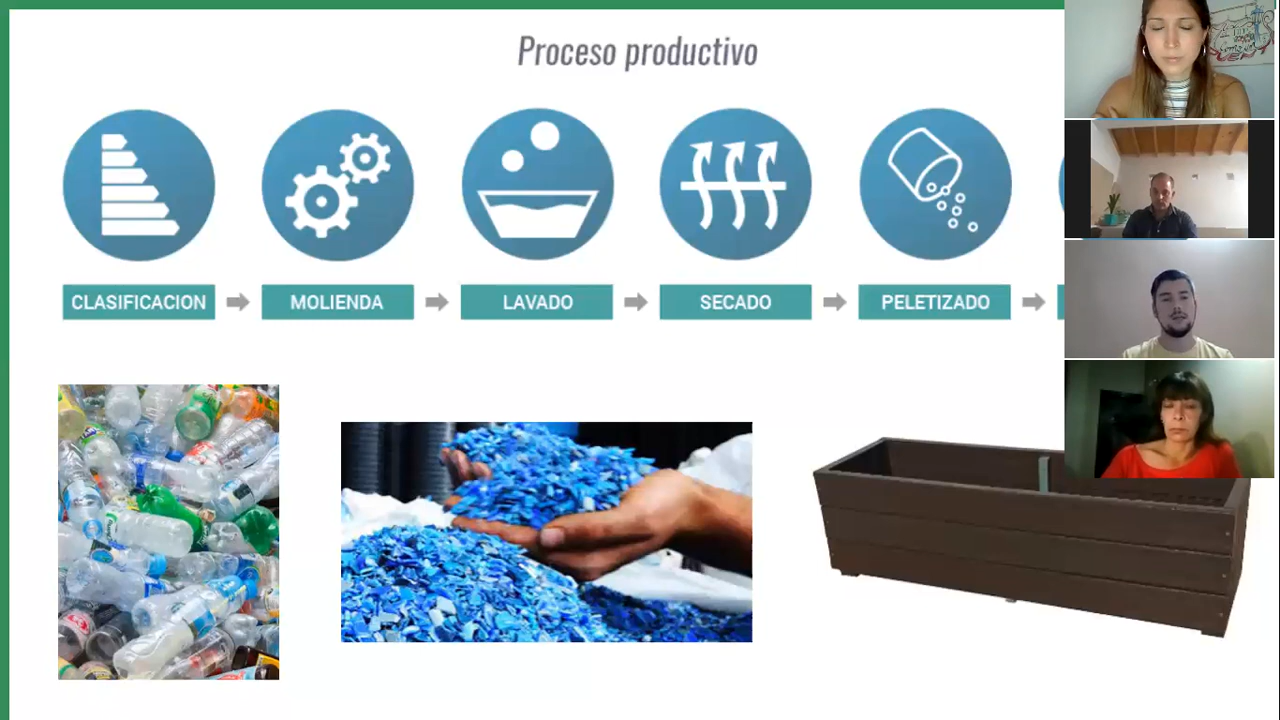 Proceso productivo
CLASIFICACION
MOLIENDA
LAVADO
SECADO
PELETIZADO